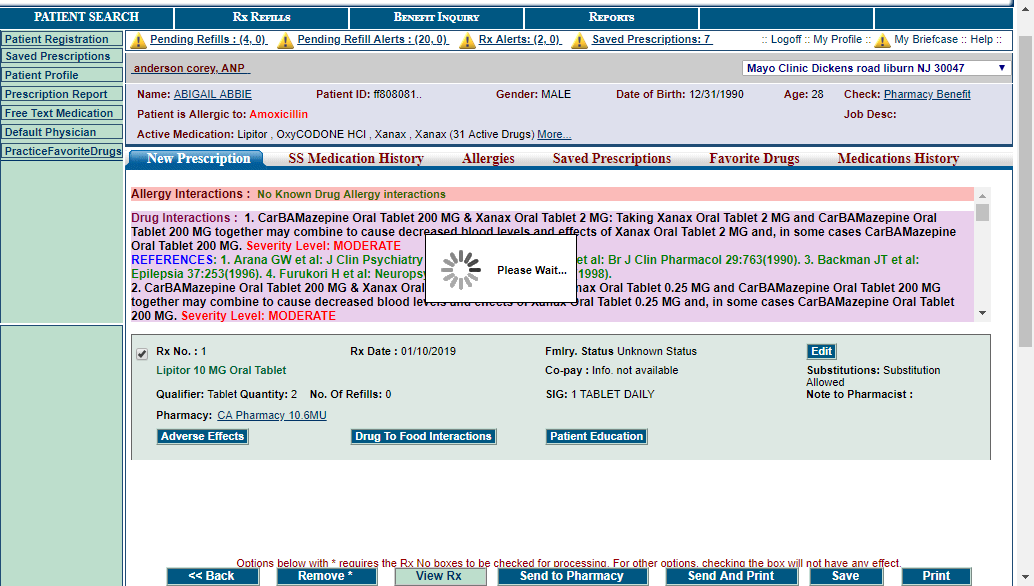 PATIENT SEARCH Rx REFILLS BENEFIT INQUIRY REPORTS
Patient Registration
Saved Prescriptions
Patient Profile
Prescription Report
Free Text Medication
Default Physician
PracticeFavoriteDrugs
Pending Refills : (4, 0) Pending Refill Alerts : (20, 0) Rx Alerts: (2, 0) Saved Prescriptions: 7 :: Logoff :: My Profile :: My Briefcase :: Help ::
anderson corey, ANP Mayo Clinic Dickens road liburn NJ 30047
Name: ABIGAIL ABBIE Patient ID: ff808081.. Gender: MALE Date of Birth: 12/31/1990 Age: 28 Check: Pharmacy Benefit
Patient is Allergic to: Amoxicillin Job Desc:
Active Medication: Lipitor , OxyCODONE HCl , Xanax , Xanax (31 Active Drugs) More...
New Prescription SS Medication History Allergies Saved Prescriptions Favorite Drugs Medications History
Allergy Interactions : No Known Drug Allergy interactions
Drug Interactions : 1. CarBAMazepine Oral Tablet 200 MG & Xanax Oral Tablet 2 MG: Taking Xanax Oral Tablet 2 MG and CarBAMazepine Oral
Tablet 200 MG together may combine to cause decreased blood levels and effects of Xanax Oral Tablet 2 MG and, in some cases CarBAMazepine
Oral Tablet 200 MG. Severity Level: MODERATE
REFERENCES: 1. Arana GW et al: J Clin Psychiatry et al: Br J Clin Pharmacol 29:763(1990). 3. Backman JT et al:
Epilepsia 37:253(1996). 4. Furukori H et al: Neuropsy (1998).
2. CarBAMazepine Oral Tablet 200 MG & Xanax Oral nax Oral Tablet 0.25 MG and CarBAMazepine Oral Tablet 200 MG
together may combine to cause decreased blood levels and effects of Xanax Oral Tablet 0.25 MG and, in some cases CarBAMazepine Oral Tablet
200 MG. Severity Level: MODERATE
Please Wait...
Rx No. : 1 Rx Date : 01/10/2019 Fmlry. Status Unknown Status Edit
Lipitor 10 MG Oral Tablet Co-pay : Info. not available Substitutions: Substitution
Allowed
Qualifier: Tablet Quantity: 2 No. Of Refills: 0 SIG: 1 TABLET DAILY Note to Pharmacist :
Pharmacy: CA Pharmacy 10.6MU
Adverse Effects Drug To Food Interactions Patient Education
Options below with * requires the Rx No boxes to be checked for processing. For other options, checking the box will not have any effect.
<< Back Remove * View Rx Send to Pharmacy Send And Print Save Print